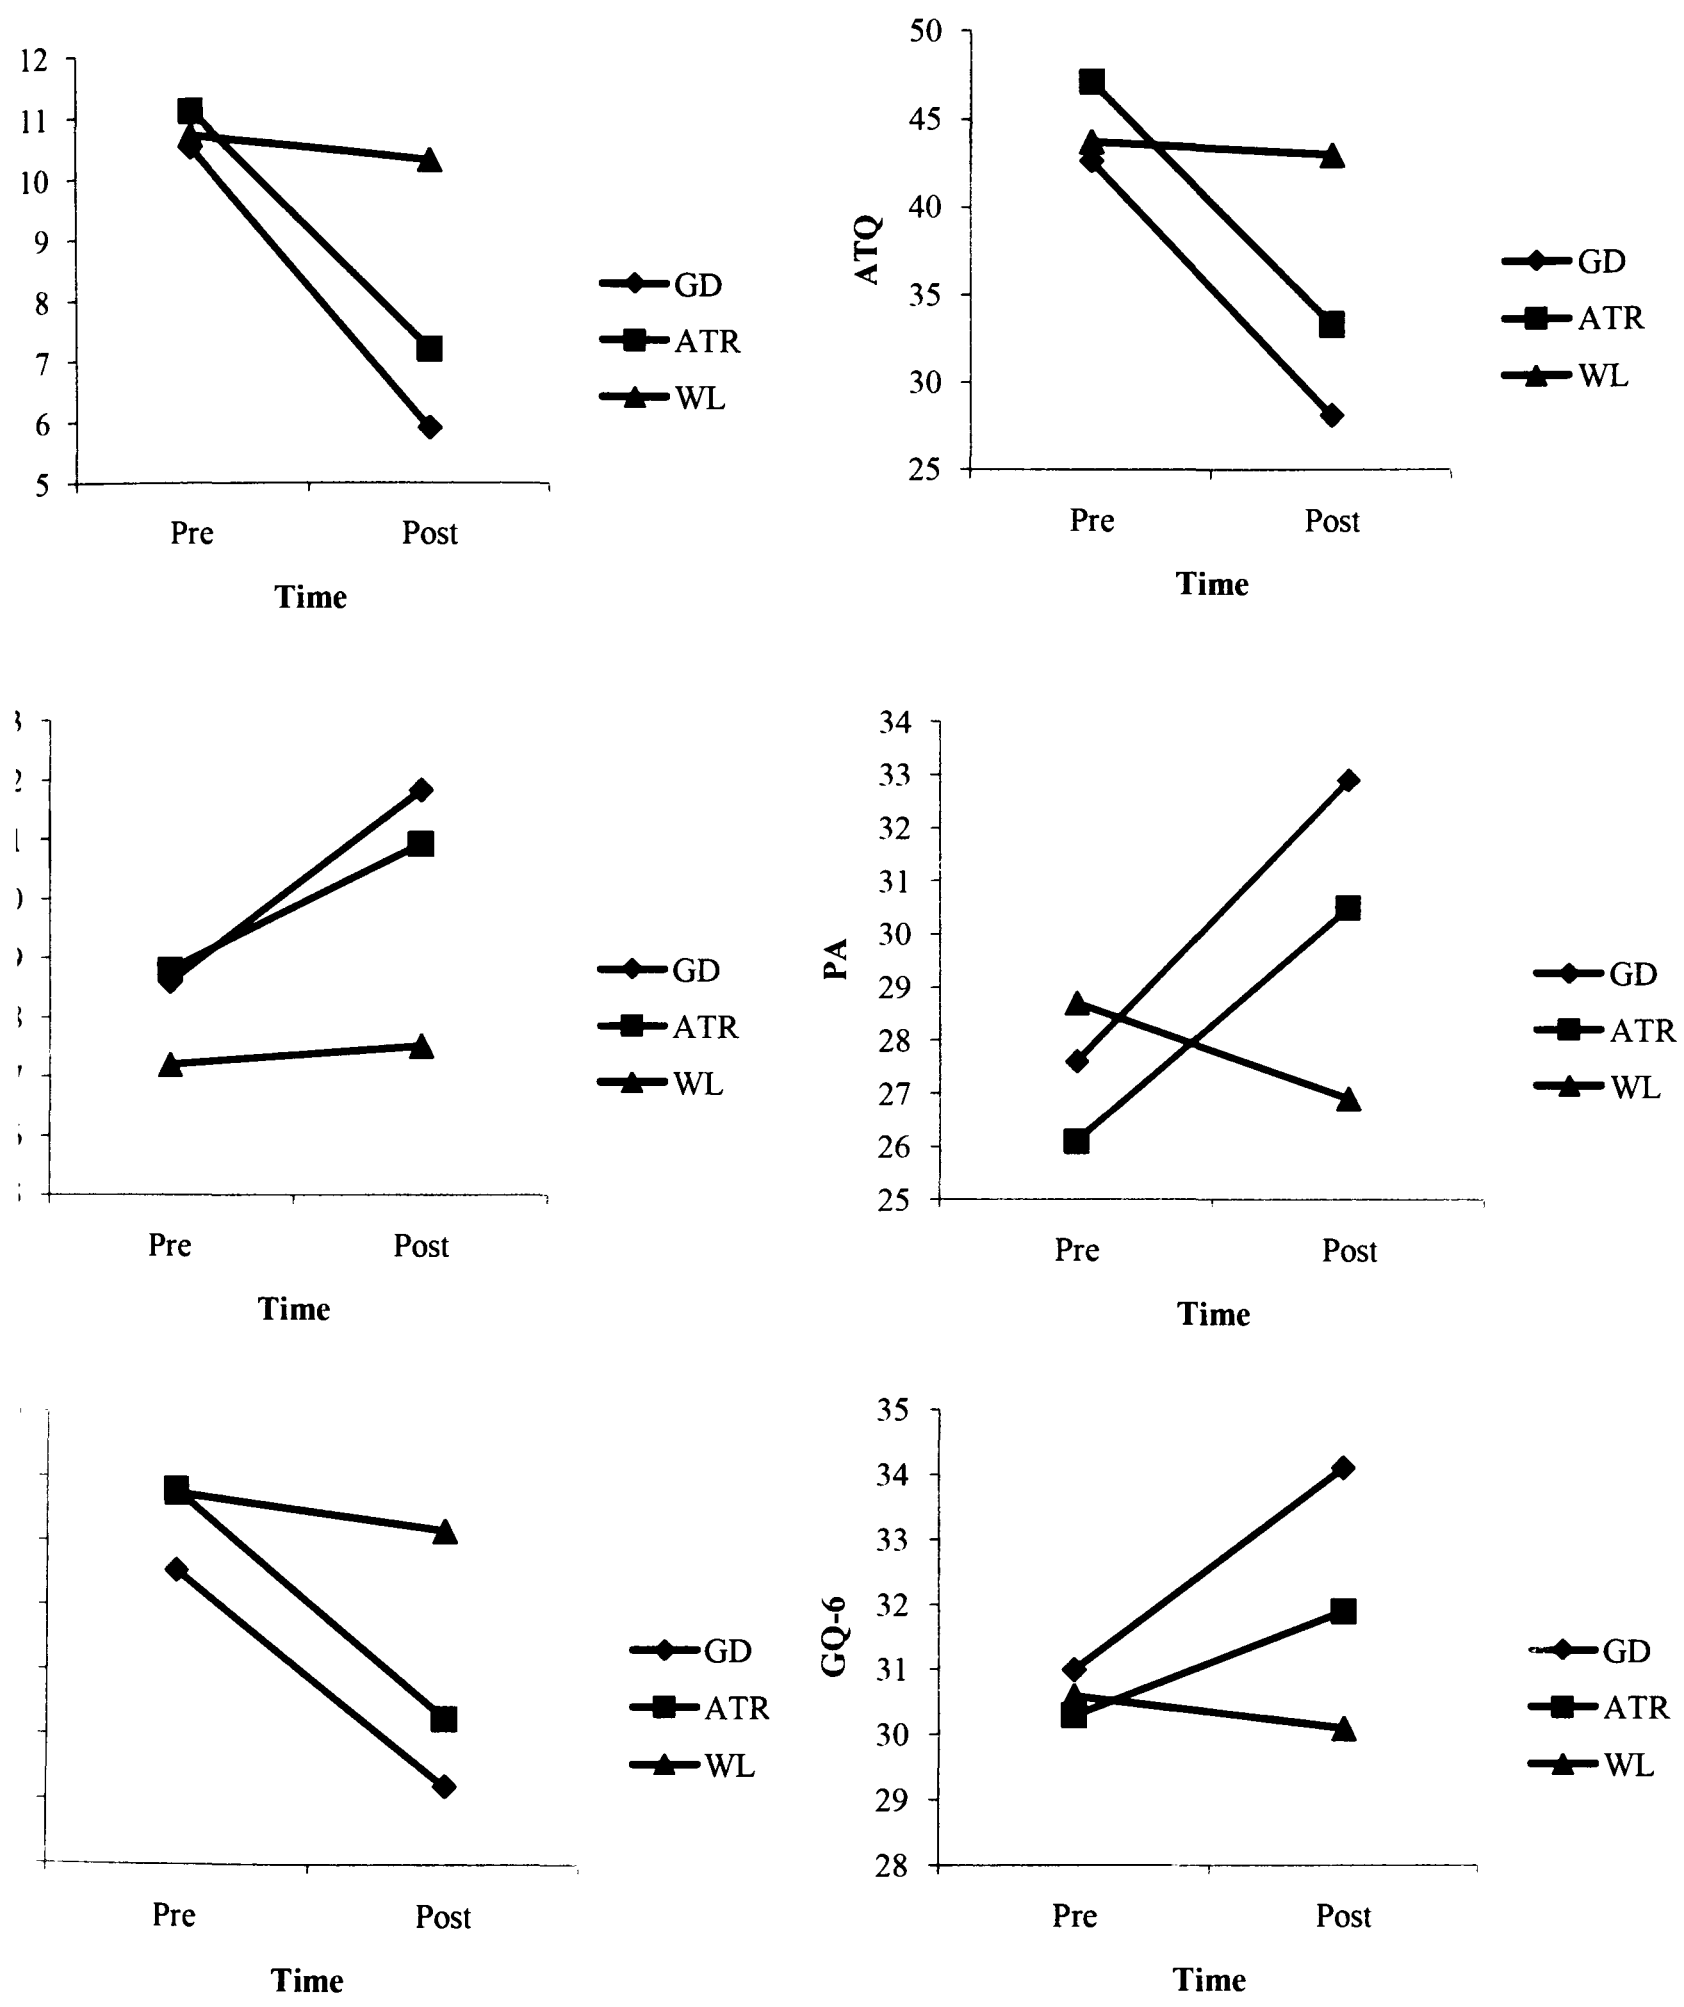 12
11
10
9
8
7
6
5
Pre Post
Time
GD
ATR
WL
ATQ
50
45
40
35
30
25
Pre Post
Time
GD
ATR
WL
Pre Post
Time
GD
ATR
WL
PA
34
33
32
31
30
29
28
27
26
25
Pre Post
Time
GD
ATR
WL
Pre Post
Time
GD
ATR
WL
GQ-6
35
34
33
32
31
30
29
28
Pre Post
Time
GD
ATR
WL